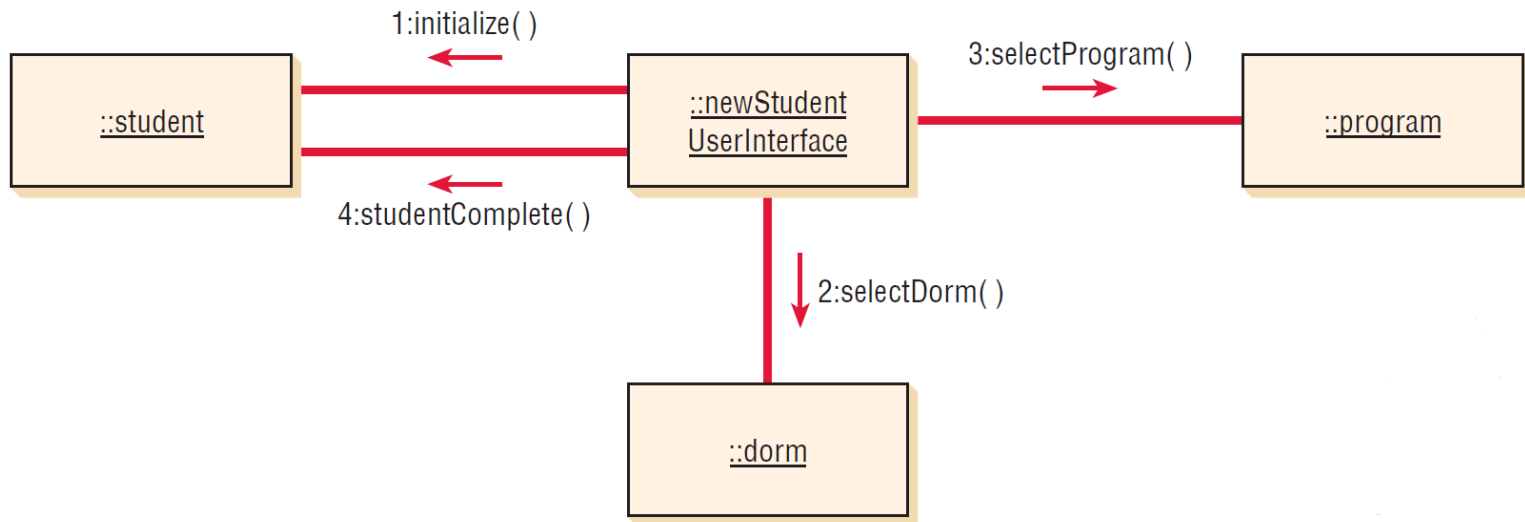 1:initialize( )
3:selectProgram( )
::student
::newStudent
UserInterface
::program
4:studentComplete( )
2:selectDorm( )
::dorm